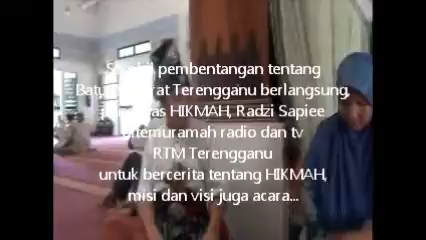 pembentangan tentang
Terengganu berlangsung,
HIKMAH, Radzi Sapiee
ditemuramah radio dan tv
RTM Terengganu
untuk bercerita tentang HIKMAH,
misi dan visi juga acara...